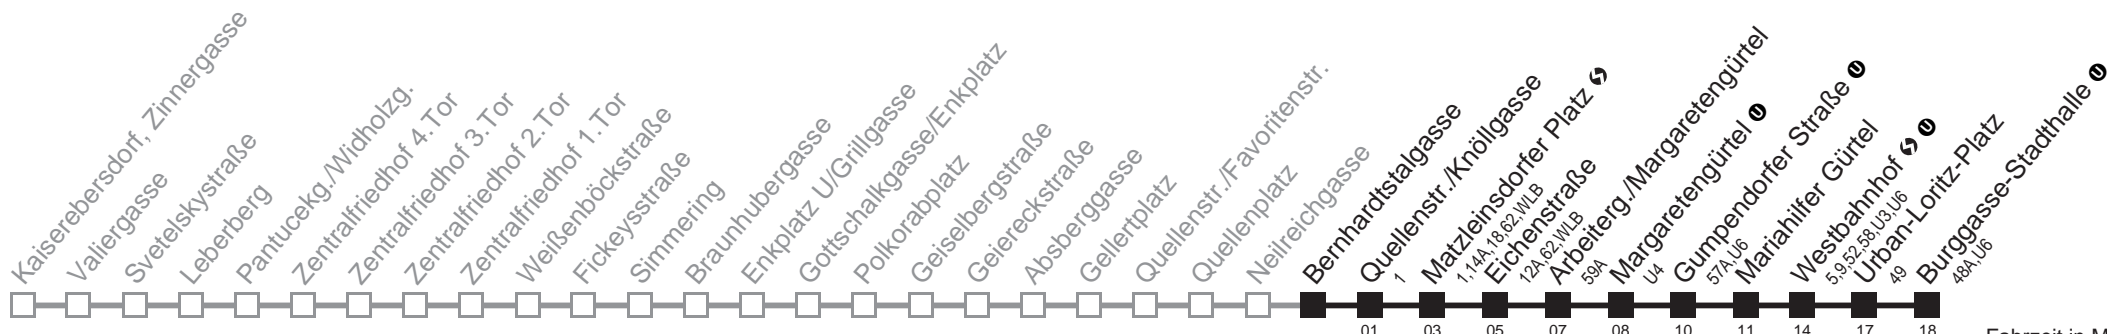 Kaiserebersdorf, Zinnergasse
Valiergasse
Svetelskystraße
Leberberg
Pantucekg./Widholzg.
Zentralfriedhof 4.Tor
Zentralfriedhof 3.Tor
Zentralfriedhof 2.Tor
Zentralfriedhof 1.Tor
Weißenböckstraße
Fickeysstraße
Simmering
Braunhubergasse
Enkplatz U/Grillgasse
Gottschalkgasse/Enkplatz
Polkorabplatz
Geiselbergstraße
Geiereckstraße
Absberggasse
Gellertplatz
Quellenstr./Favoritenstr.
Quellenplatz
Neilreichgasse
Bernhardtstalgasse
Quellenstr./Knöllgasse
1
Matzleinsdorfer Platz
1,14A,18,62,WLB
Eichenstraße
12A,62,WLB
Arbeiterg./Margaretengürtel
59A
Margaretengürtel U
U4
Gumpendorfer Straße U
57A,U6
Mariahilfer Gürtel
Westbahnhof U
5,9,52,58,U3,U6
Urban-Loritz-Platz
49
Burggasse-Stadthalle U
48A,U6
01 03 05 07 08 10 11 14 17 18
Fahrzeit in M